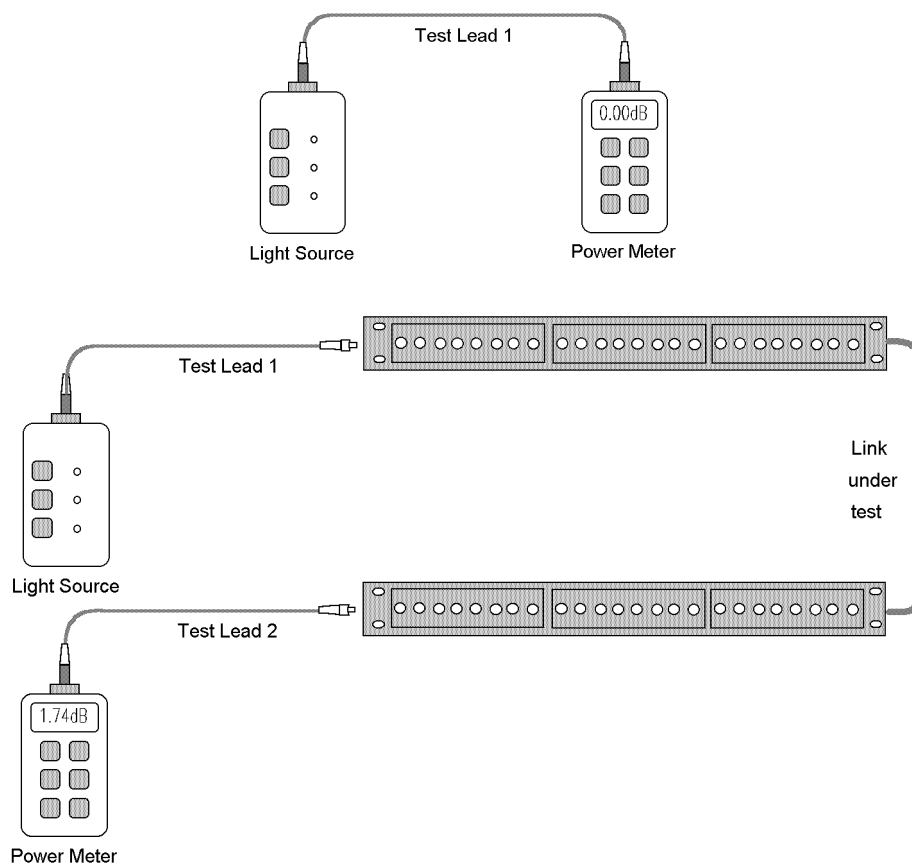 Test Lead 1
0.00dB
Light Source
Power Meter
Test Lead 1
Link
under
test
Light Source
Test Lead 2
1.74dB
Power Meter